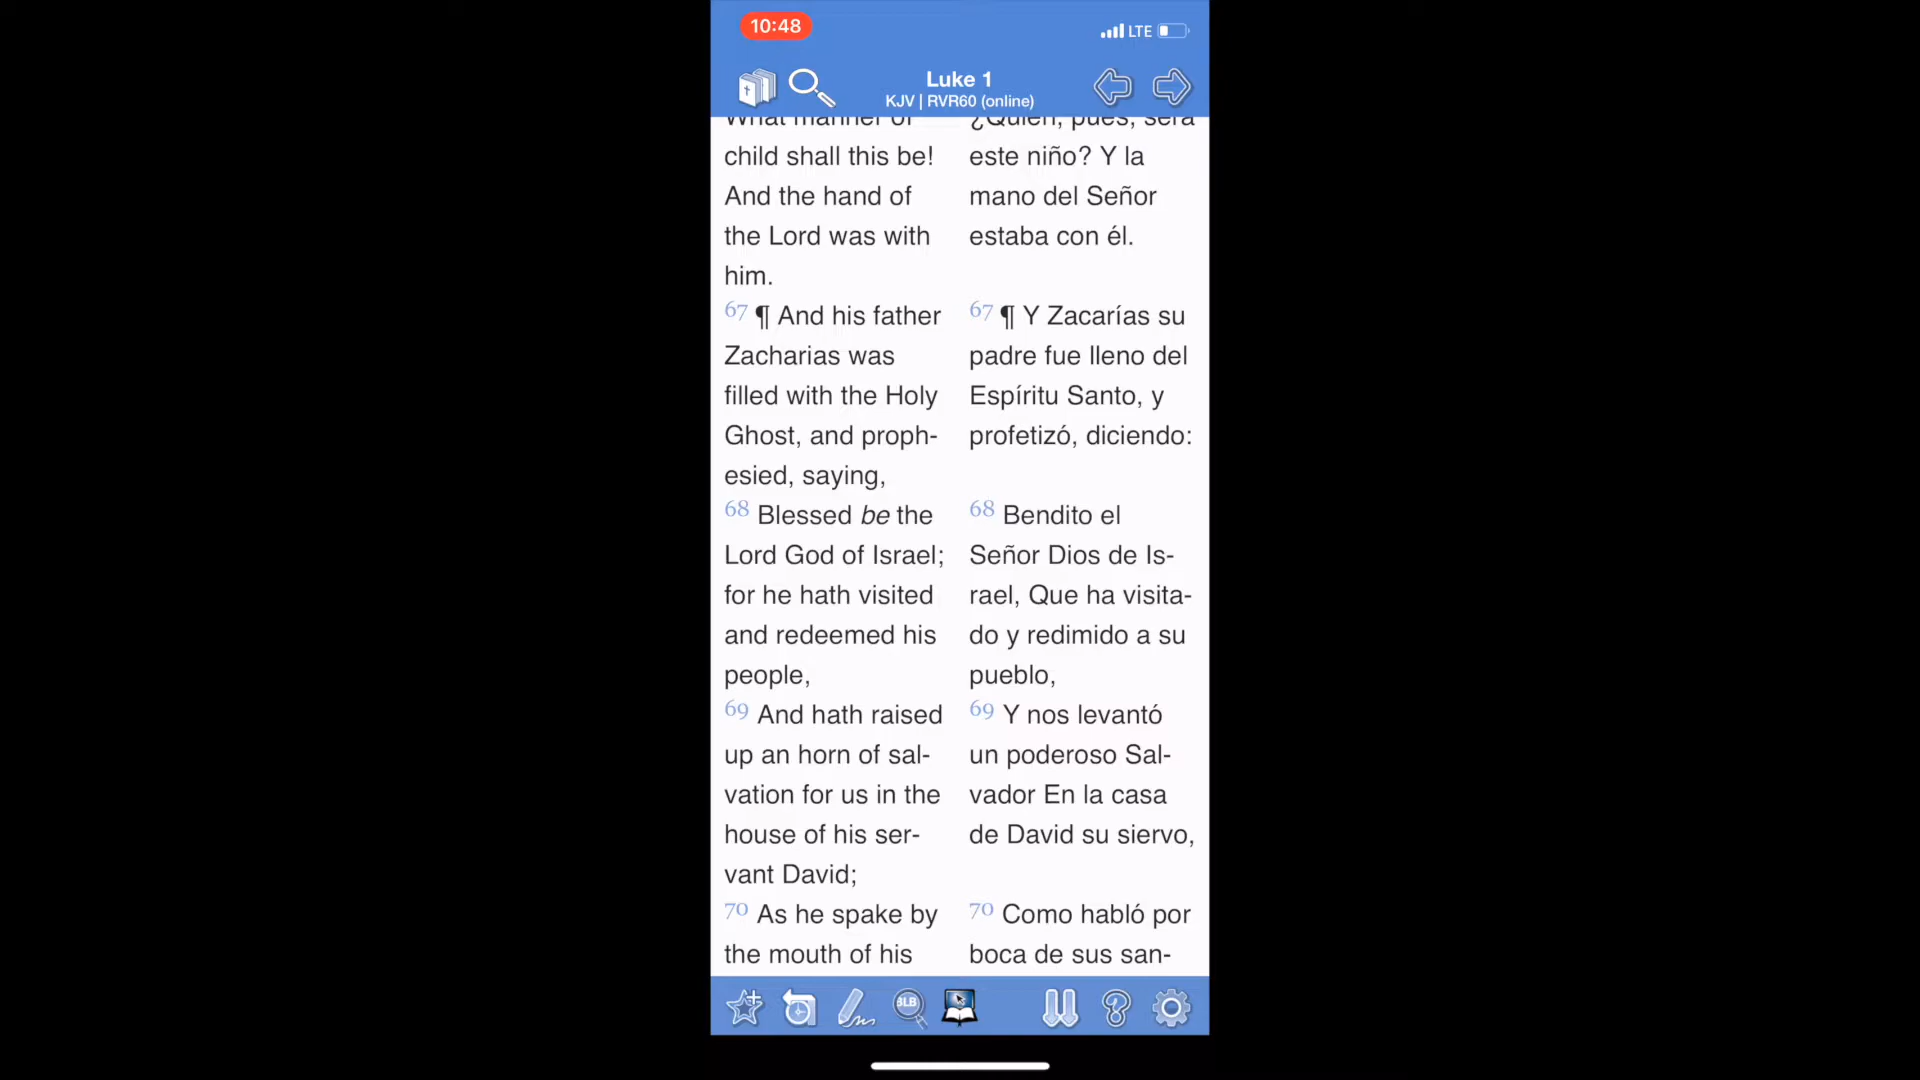 10:48
LTE
Luke 1
KJV | RVR60 (online)
What manner of
child shall this be!
And the hand of
the Lord was with
him.
67 ¶ And his father
Zacharias was
filled with the Holy
Ghost, and proph-
esied, saying,
68 Blessed be the
Lord God of Israel;
for he hath visited
and redeemed his
people,
69 And hath raised
up an horn of sal-
vation for us in the
house of his ser-
vant David;
70 As he spake by
the mouth of his
¿Quién, pues, será
este niño? Y la
mano del Señor
estaba con él.
67 ¶ Y Zacarías su
padre fue lleno del
Espíritu Santo, y
profetizó, diciendo:
68 Bendito el
Señor Dios de Is-
rael, Que ha visita-
do y redimido a su
pueblo,
69 Y nos levantó
un poderoso Sal-
vador En la casa
de David su siervo,
70 Como habló por
boca de sus san-
BLB